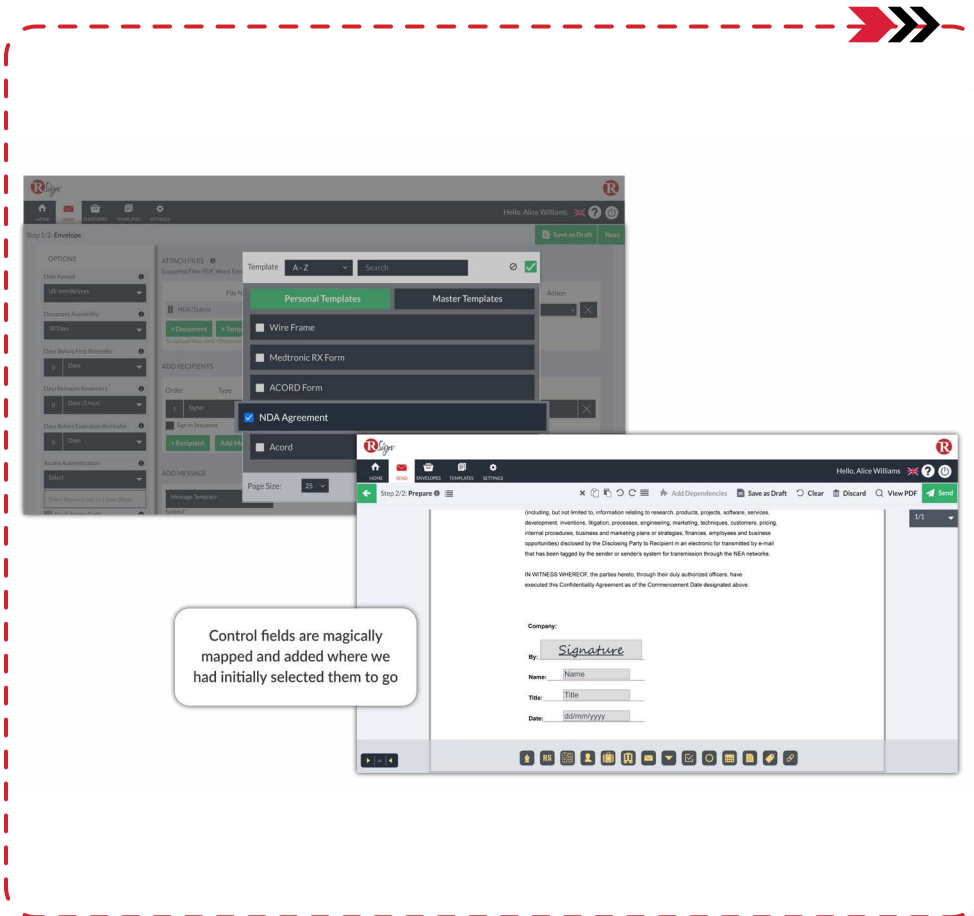 RSign
R
HOME SEND ENVELOPES TEMPLATES SETTINGS
Hello, Alice Williams
Step 1/2: Envelope
Save as Draft
Next
OPTIONS
Date Format
US: mm/dd/yyyy
Document Availability
30 Days
Days Before First Reminder
0 Days
Days Between Reminders
0 Days
Days Before Expiration Reminder
0 Days
Access Authentication
Select
ATTACH FILES
Action
+Document
ADD RECIPIENTS
Order Type
1 Signer
Sign in Sequence
+Recipient
ADD MESSAGE
Message Template
Subject*
Template A - Z Search
Personal Templates Master Templates
Wire Frame
Medtronic RX Form
ACORD Form
NDA Agreement
Acord
Page Size: 25
RSign
R
HOME SEND ENVELOPES TEMPLATES SETTINGS
Hello, Alice Williams
Step 2/2: Prepare
Add Dependencies Save as Draft Clear Discard View PDF Send
1/1
(including, but not limited to, information relating to research, products, projects, software, services,
development, inventions, litigation, processes, engineering, marketing, techniques, customers, pricing,
internal procedures, business and marketing plans or strategies, finances, employees and business
opportunities) disclosed by the Disclosing Party to Recipient in an electronic for transmitted by e-mail
that has been tagged by the sender or sender's system for transmission through the NEA networks.
IN WITNESS WHEREOF, the parties hereto, through their duly authorized officers, have
executed this Confidentiality Agreement as of the Commencement Date designated above.
Company:
By: Signature
Name: Name
Title: Title
Date: dd/mm/yyyy
RS
Control fields are magically
mapped and added where we
had initially selected them to go